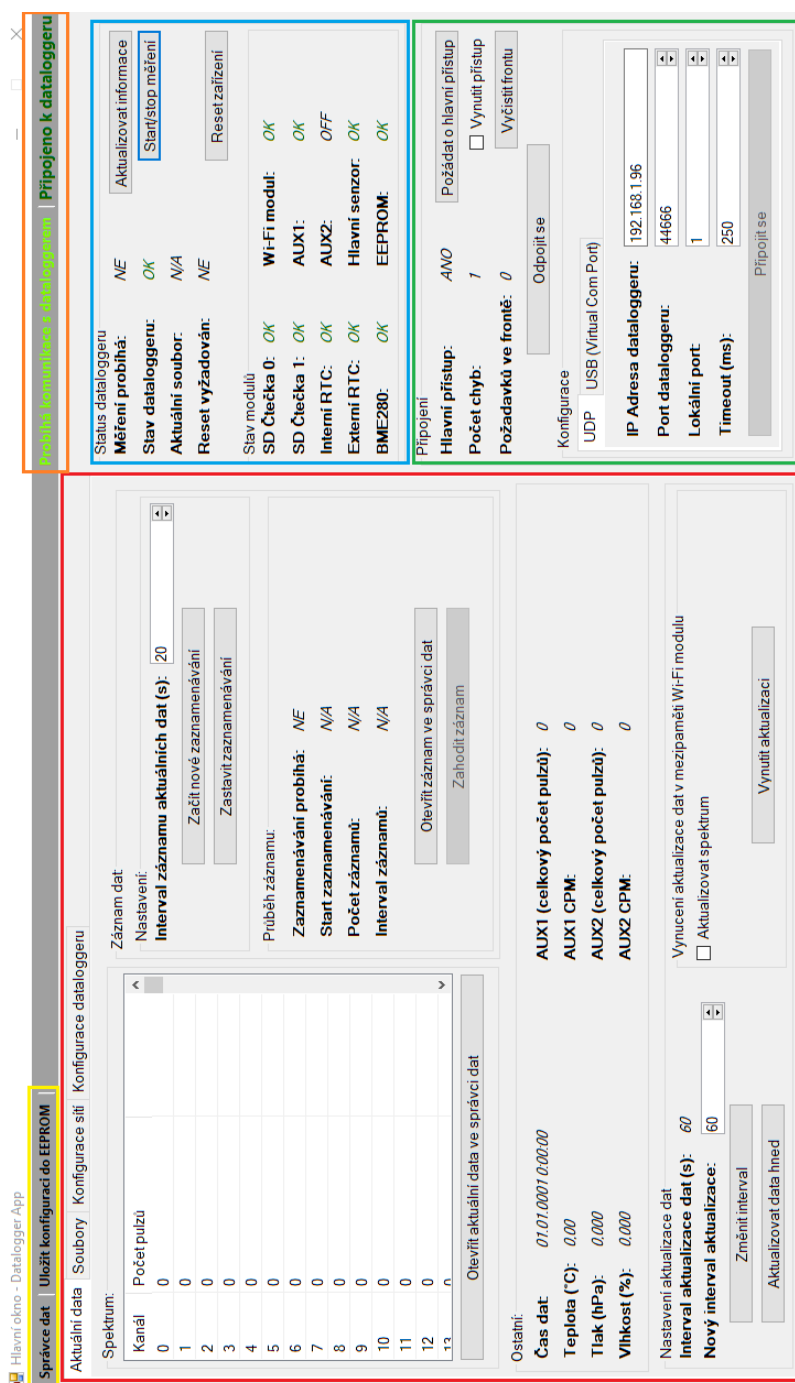 Hlavní okno - Datalogger App
Správce dat | Uložit konfiguraci do EEPROM |
Probíhá komunikace s dataloggerem | Připojeno k dataloggeru
Aktuální data
Soubory
Konfigurace sítí
Konfigurace dataloggeru
Spektrum:
Kanál Počet pulzů
0 0
1 0
2 0
3 0
4 0
5 0
6 0
7 0
8 0
9 0
10 0
11 0
12 0
13 0
Otevřít aktuální data ve správci dat
Záznam dat
Nastavení:
Interval záznamu aktuálních dat (s): 20
Začít nové zaznamenávání
Zastavit zaznamenávání
Průběh záznamu:
Zaznamenávání probíhá: NE
Start zaznamenávání: N/A
Počet záznamů: N/A
Interval záznamů: N/A
Otevřít záznam ve správci dat
Zahodit záznam
Ostatní:
Čas dat: 01.01.0001 0:00:00
Teplota (°C): 0,00
Tlak (hPa): 0,000
Vlhkost (%): 0,000
AUX1 (celkový počet pulzů): 0
AUX1 CPM: 0
AUX2 (celkový počet pulzů): 0
AUX2 CPM: 0
Nastavení aktualizace dat
Interval aktualizace dat (s): 60
Nový interval aktualizace: 60
Změnit interval
Aktualizovat data hned
Vynucení aktualizace dat v mezipaměti Wi-Fi modulu
Aktualizovat spektrum
Vynutit aktualizaci
Status dataloggeru
Měření probíhá: NE
Stav dataloggeru: OK
Aktuální soubor: N/A
Reset vyžadován: NE
Aktualizovat informace
Start/stop měření
Reset zařízení
Stav modulů
SD Čtečka 0: OK
SD Čtečka 1: OK
Interní RTC: OK
Externí RTC: OK
BME280: OK
Wi-Fi modul: OK
AUX1: OK
AUX2: OFF
Hlavní senzor: OK
EEPROM: OK
Připojení
Hlavní přístup: ANO
Počet chyb: 1
Požadavků ve frontě: 0
Požádat o hlavní přístup
Vynutit přístup
Vyčistit frontu
Odpojit se
Konfigurace
UDP
USB (Virtual Com Port)
IP Adresa dataloggeru: 192.168.1.96
Port dataloggeru: 44666
Lokální port: 1
Timeout (ms): 250
Připojit se